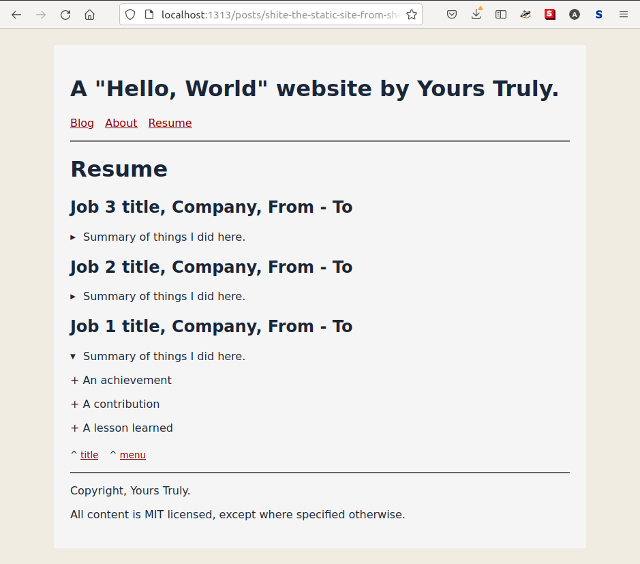 localhost:1313/posts/shite-the-static-site-from-she
S
A
S
A "Hello, World" website by Yours Truly.
Blog About Resume
Resume
Job 3 title, Company, From - To
▸ Summary of things I did here.
Job 2 title, Company, From - To
▸ Summary of things I did here.
Job 1 title, Company, From - To
▾ Summary of things I did here.
+ An achievement
+ A contribution
+ A lesson learned
^ title ^ menu
Copyright, Yours Truly.
All content is MIT licensed, except where specified otherwise.